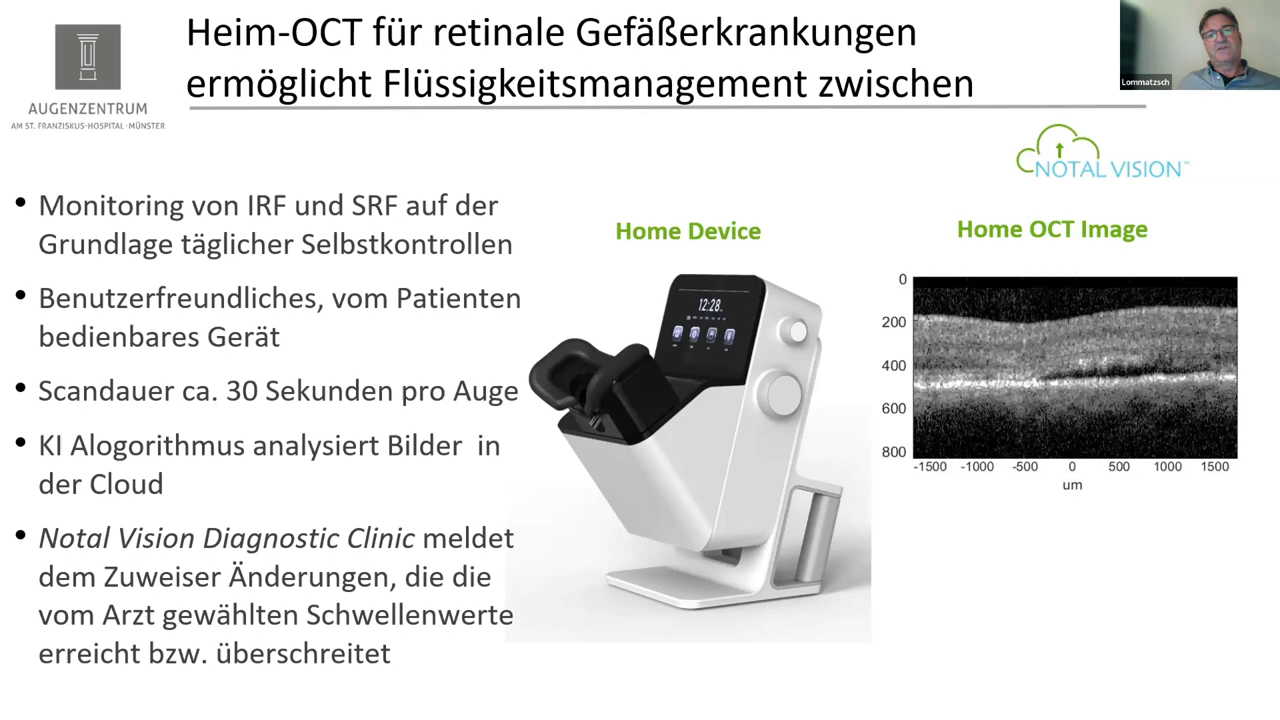 Heim-OCT für retinale Gefäßerkrankungen
ermöglicht Flüssigkeitsmanagement zwischen
Lommatzsch
AUGENZENTRUM
AM ST. FRANZISKUS-HOSPITAL·MÜNSTER
NOTAL VISION™
• Monitoring von IRF und SRF auf der
Grundlage täglicher Selbstkontrollen
• Benutzerfreundliches, vom Patienten
bedienbares Gerät
• Scandauer ca. 30 Sekunden pro Auge
• KI Alogorithmus analysiert Bilder in
der Cloud
• Notal Vision Diagnostic Clinic meldet
dem Zuweiser Änderungen, die die
vom Arzt gewählten Schwellenwerte
erreicht bzw. überschreitet
Home Device
12:28
Home OCT Image
0
200
400
600
800
-1500 -1000 -500 0 500 1000 1500
um